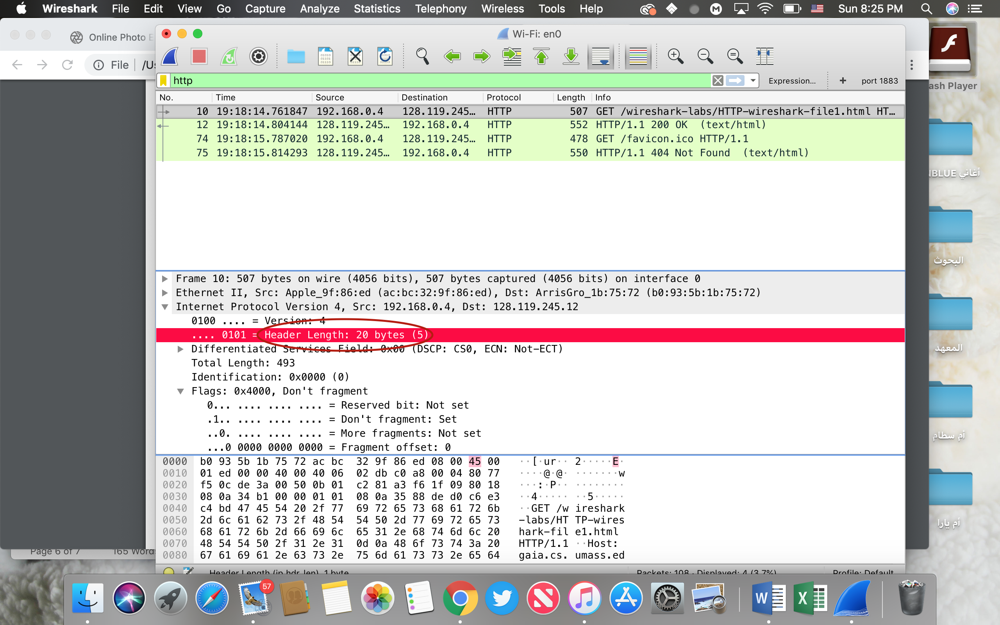 Wireshark File Edit View Go Capture Analyze Statistics Telephony Wireless Tools Help Sun 8:25 PM
Online Photo E
Wi-Fi: en0
File /Us
http Expression... + port 1883
ash Player
No. Time Source Destination Protocol Length Info
10 19:18:14.761847 192.168.0.4 128.119.245… HTTP 507 GET /wireshark-labs/HTTP-wireshark-file1.html HT…
12 19:18:14.804144 128.119.245… 192.168.0.4 HTTP 552 HTTP/1.1 200 OK (text/html)
74 19:18:15.787020 192.168.0.4 128.119.245… HTTP 478 GET /favicon.ico HTTP/1.1
75 19:18:15.814293 128.119.245… 192.168.0.4 HTTP 550 HTTP/1.1 404 Not Found (text/html)
أغاني NBLUE
البحوث
المعهد
أم سطام
أم يارا
Frame 10: 507 bytes on wire (4056 bits), 507 bytes captured (4056 bits) on interface 0
Ethernet II, Src: Apple_9f:86:ed (ac:bc:32:9f:86:ed), Dst: ArrisGro_1b:75:72 (b0:93:5b:1b:75:72)
Internet Protocol Version 4, Src: 192.168.0.4, Dst: 128.119.245.12
0100 .... = Version: 4
.... 0101 = Header Length: 20 bytes (5)
Differentiated Services Field: 0x00 (DSCP: CS0, ECN: Not-ECT)
Total Length: 493
Identification: 0x0000 (0)
Flags: 0x4000, Don't fragment
0... .... .... .... = Reserved bit: Not set
.1.. .... .... .... = Don't fragment: Set
..0. .... .... .... = More fragments: Not set
...0 0000 0000 0000 = Fragment offset: 0
0000 b0 93 5b 1b 75 72 ac bc 32 9f 86 ed 08 00 45 00 ··[·ur·· 2·····E·
0010 01 ed 00 00 40 00 40 06 02 db c0 a8 00 04 80 77 ····@·@· ·······w
0020 f5 0c de 3a 00 50 0b 01 c2 81 a3 f6 1f 09 80 18 ···:·P·· ········
0030 08 0a 34 b1 00 00 01 01 08 0a 35 88 de d0 c6 e3 ··4····· ··5·····
0040 c4 bd 47 45 54 20 2f 77 69 72 65 73 68 61 72 6b ··GET /w ireshark
0050 2d 6c 61 62 73 2f 48 54 54 50 2d 77 69 72 65 73 -labs/HT TP-wires
0060 68 61 72 6b 2d 66 69 6c 65 31 2e 68 74 6d 6c 20 hark-fil e1.html
0070 48 54 54 50 2f 31 2e 31 0d 0a 48 6f 73 74 3a 20 HTTP/1.1 ··Host:
0080 67 61 69 61 2e 63 73 2e 75 6d 61 73 73 2e 65 64 gaia.cs. umass.ed
Page 6 of 7 165 Words
Header Length (ip.hdr_len), 1 byte Packets: 108 · Displayed: 4 (3.7%) Profile: Default
57